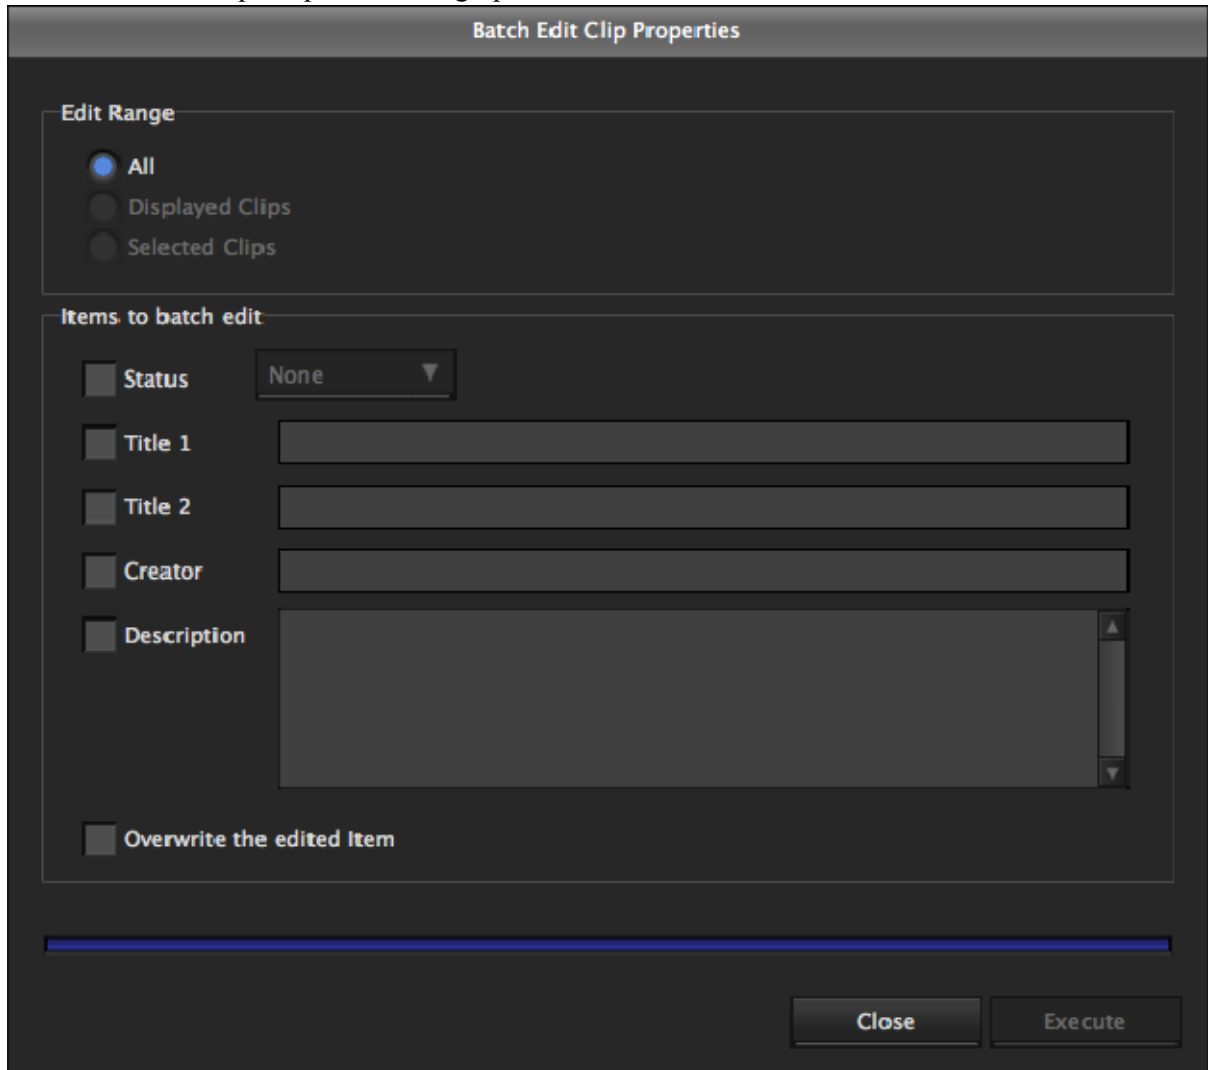 Batch Edit Clip Properties
Edit Range
All
Displayed Clips
Selected Clips
Items to batch edit
Status None
Title 1
Title 2
Creator
Description
Overwrite the edited Item
Close Execute